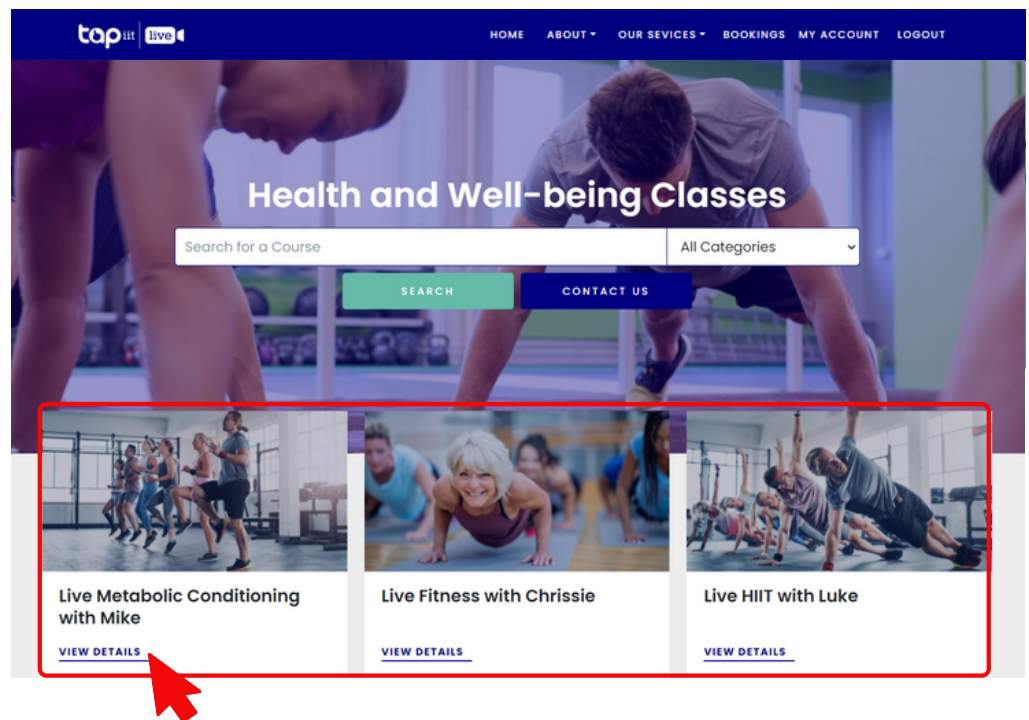 tap iit live
HOME ABOUT OUR SEVICES BOOKINGS MY ACCOUNT LOGOUT
Health and Well-being Classes
Search for a Course All Categories
SEARCH CONTACT US
Live Metabolic Conditioning
with Mike
VIEW DETAILS
Live Fitness with Chrissie
VIEW DETAILS
Live HIIT with Luke
VIEW DETAILS